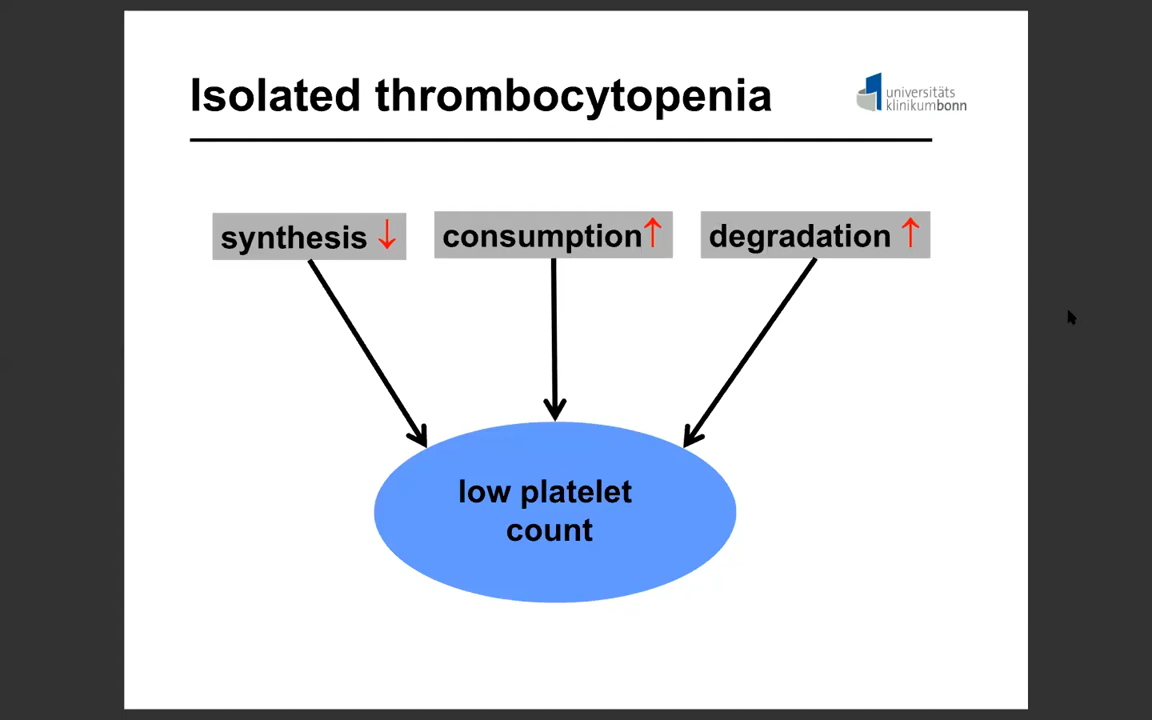 Isolated thrombocytopenia
universitäts
klinikumbonn
synthesis ↓
consumption↑
degradation ↑
low platelet
count